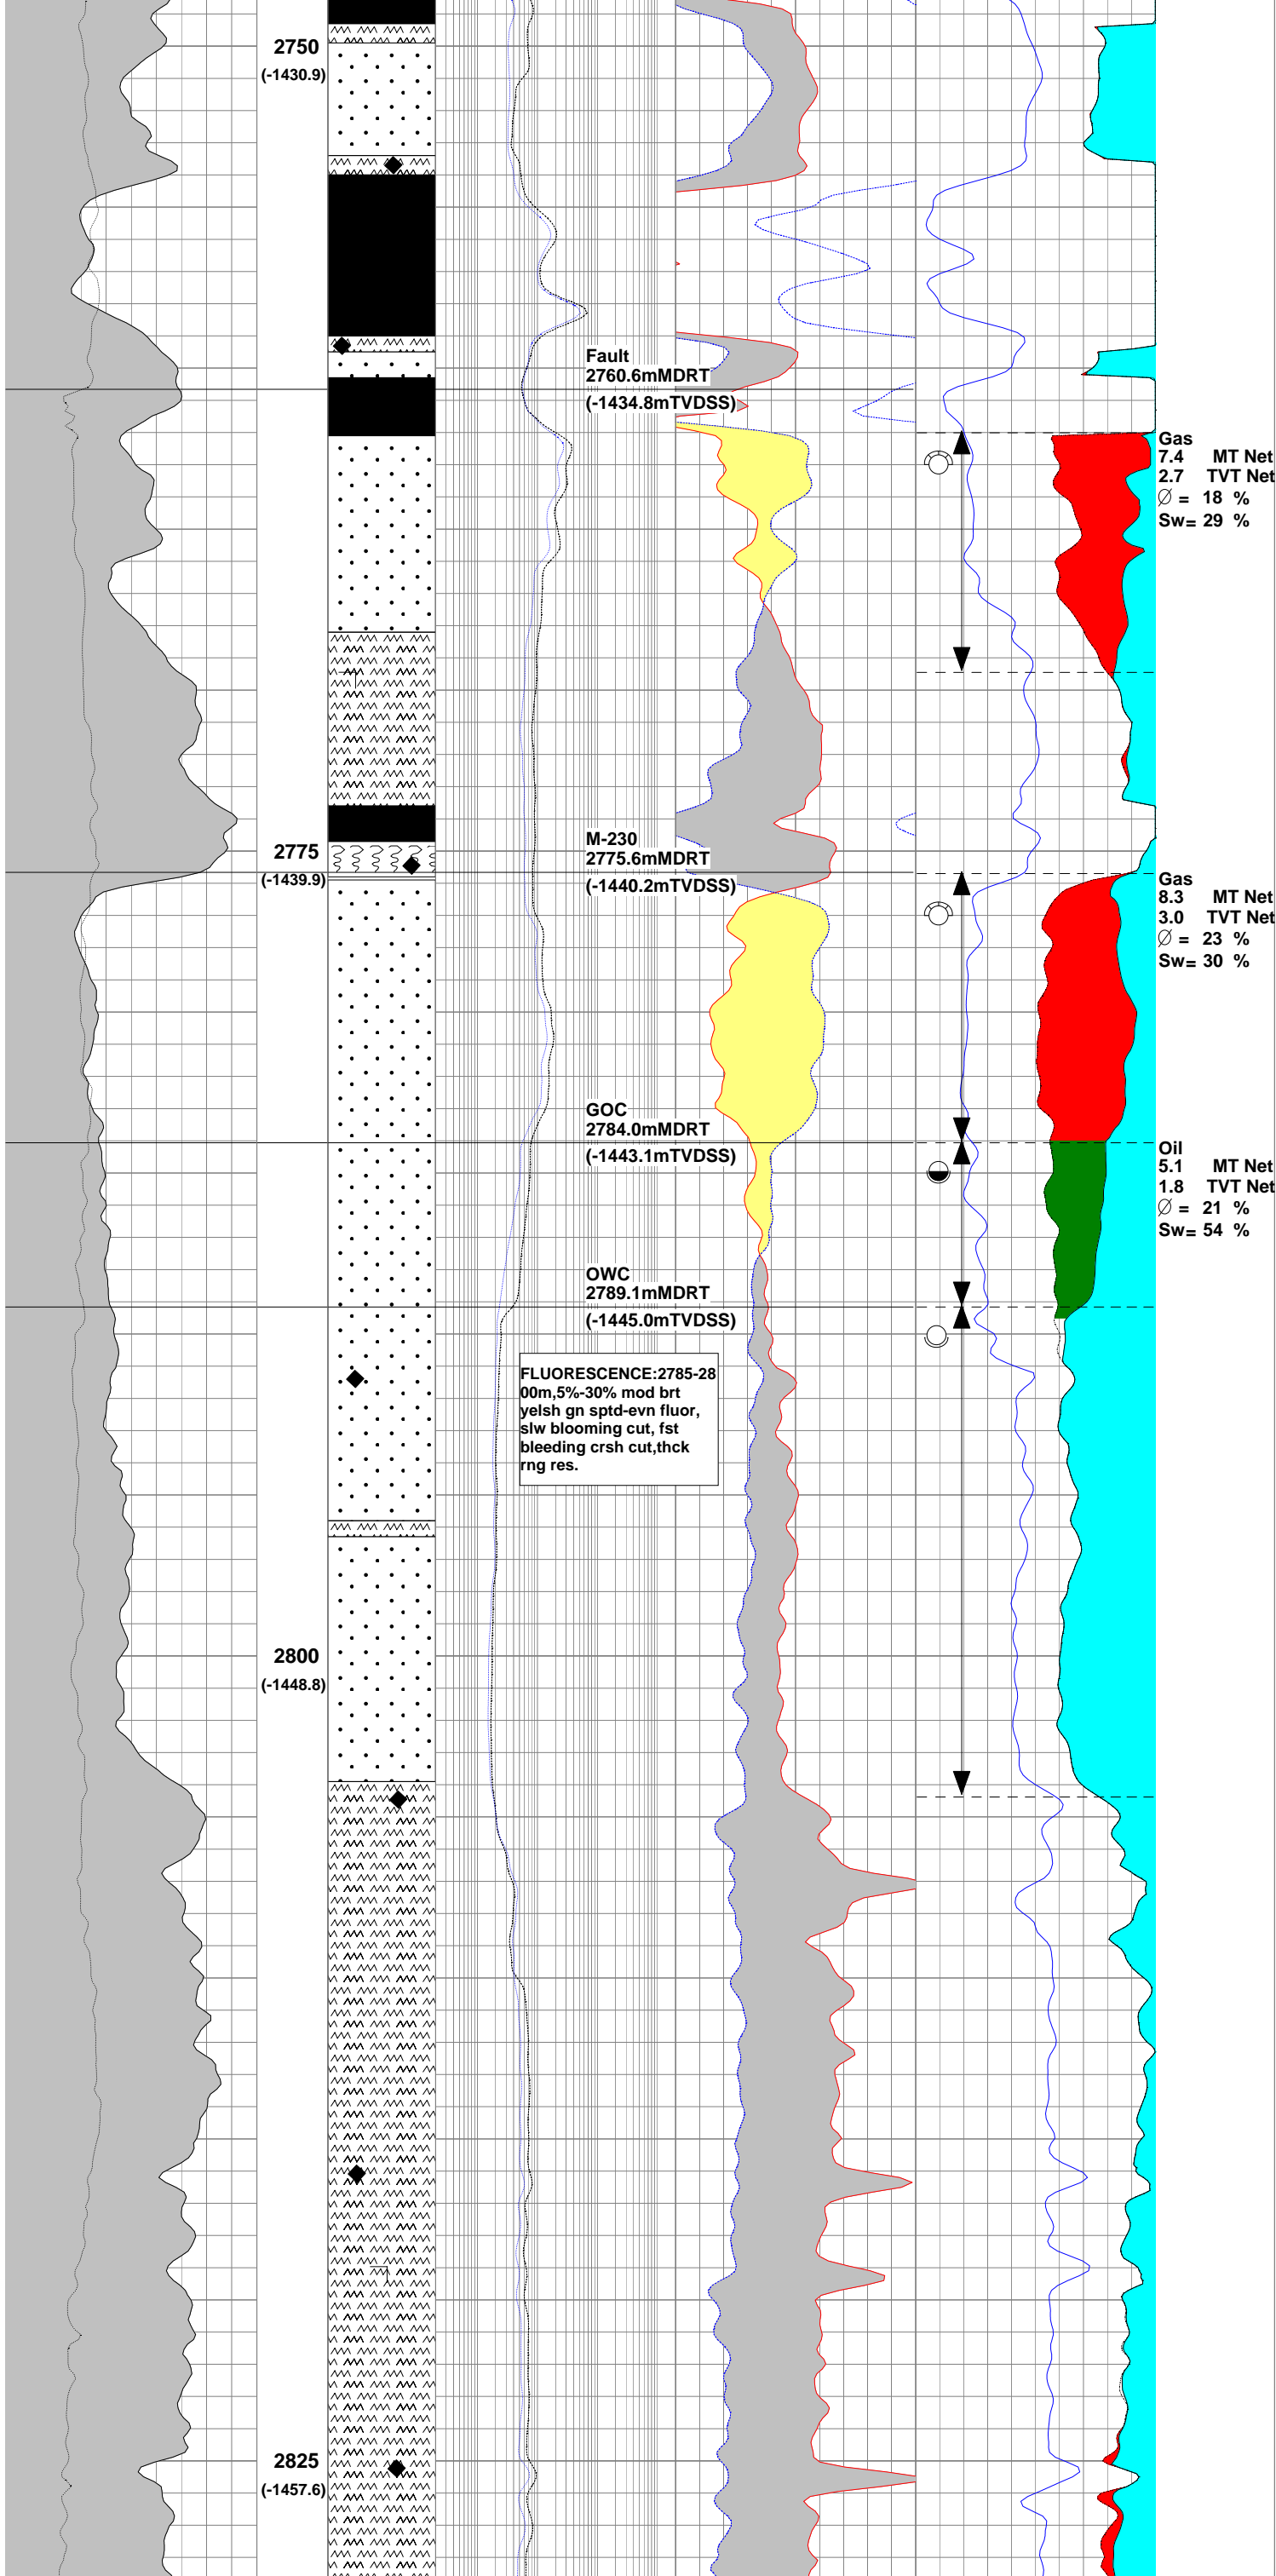 2750
(-1430.9)
Fault
2760.6mMDRT
(-1434.8mTVDSS)
Gas
7.4 MT Net
2.7 TVT Net
∅ = 18 %
Sw= 29 %
M-230
2775.6mMDRT
(-1440.2mTVDSS)
2775
(-1439.9)
Gas
8.3 MT Net
3.0 TVT Net
∅ = 23 %
Sw= 30 %
GOC
2784.0mMDRT
(-1443.1mTVDSS)
Oil
5.1 MT Net
1.8 TVT Net
∅ = 21 %
Sw= 54 %
OWC
2789.1mMDRT
(-1445.0mTVDSS)
FLUORESCENCE:2785-28
00m,5%-30% mod brt
yelsh gn sptd-evn fluor,
slw blooming cut, fst
bleeding crsh cut,thck
rng res.
2800
(-1448.8)
2825
(-1457.6)